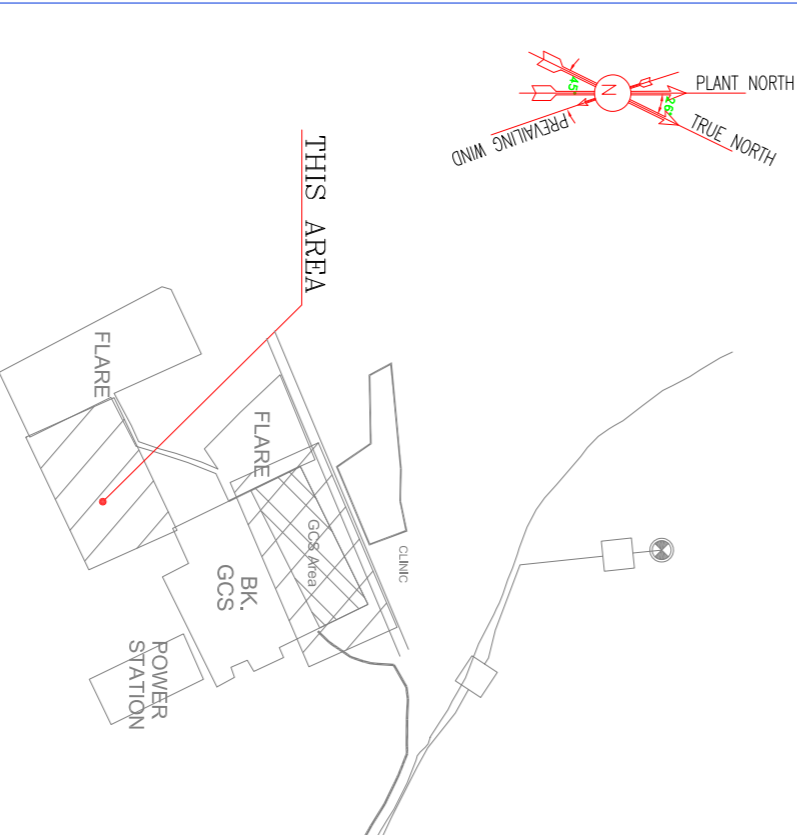 PLANT NORTH
45°
26°
N
TRUE NORTH
PREVAILING WIND
THIS AREA
FLARE
FLARE
GCS Area
CLINIC
BK.
GCS
POWER
STATION